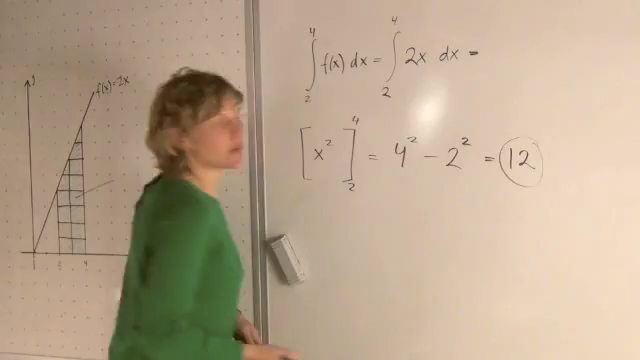 y
f(x)=2x
2 4
∫₂⁴ f(x) dx = ∫₂⁴ 2x dx =
[x²]₂⁴ = 4² − 2² = 12